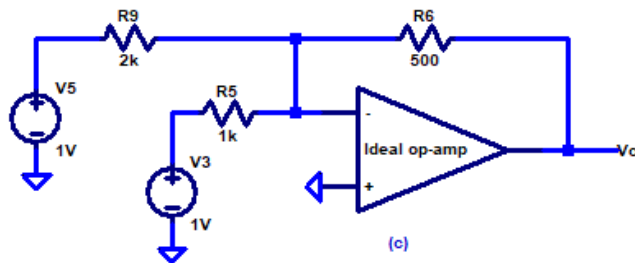 R9
2k
R6
500
V5
1V
R5
1k
V3
1V
-
Ideal op-amp
+
Vo
(c)